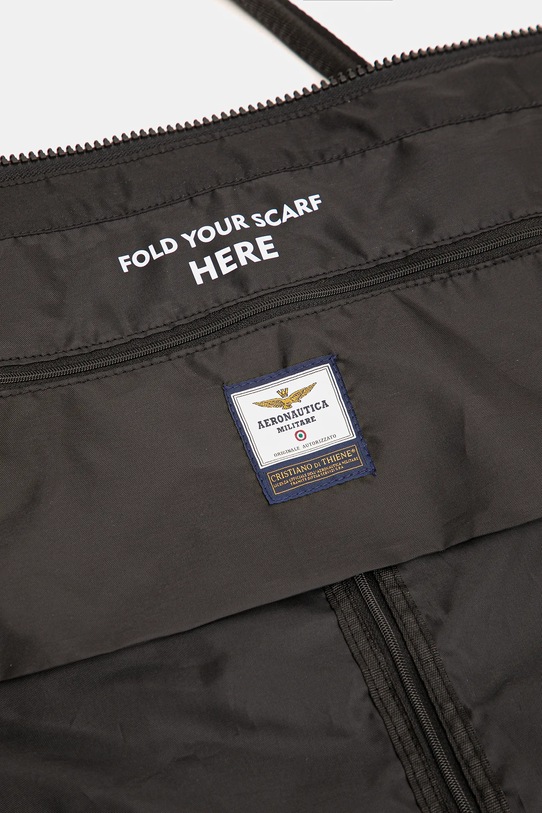 FOLD YOUR SCARF
HERE
AERONAUTICA
MILITARE
ORIGINALE AUTORIZZATO
CRISTIANO DI THIENE®